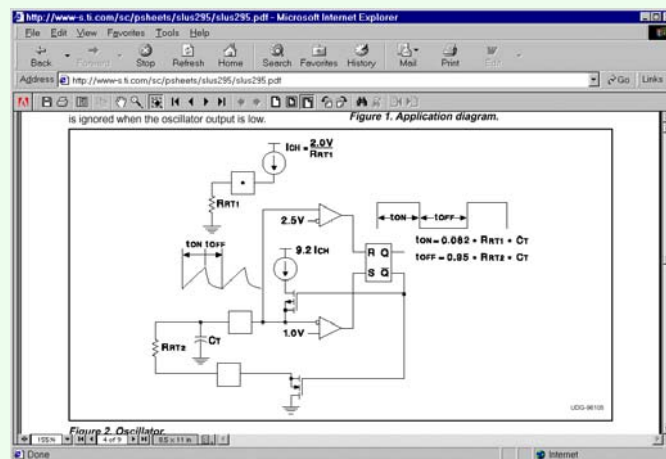 http://www-s.ti.com/sc/psheets/slus295/slus295.pdf - Microsoft Internet Explorer
File Edit View Favorites Tools Help
Back Forward Stop Refresh Home Search Favorites History Mail Print Edit
Address http://www-s.ti.com/sc/psheets/slus295/slus295.pdf Go Links
is ignored when the oscillator output is low.
Figure 1. Application diagram.
ICH = 2.0V
RRT1
RRT1
2.5V
tON tOFF
tON = 0.082 • RRT1 • CT
tOFF = 0.95 • RRT2 • CT
tON tOFF
9.2 ICH
R Q
S Q̅
1.0V
RRT2
CT
UDG-96105
Figure 2. Oscillator.
155% 4 of 9 8.5 x 11 in
Done
Internet